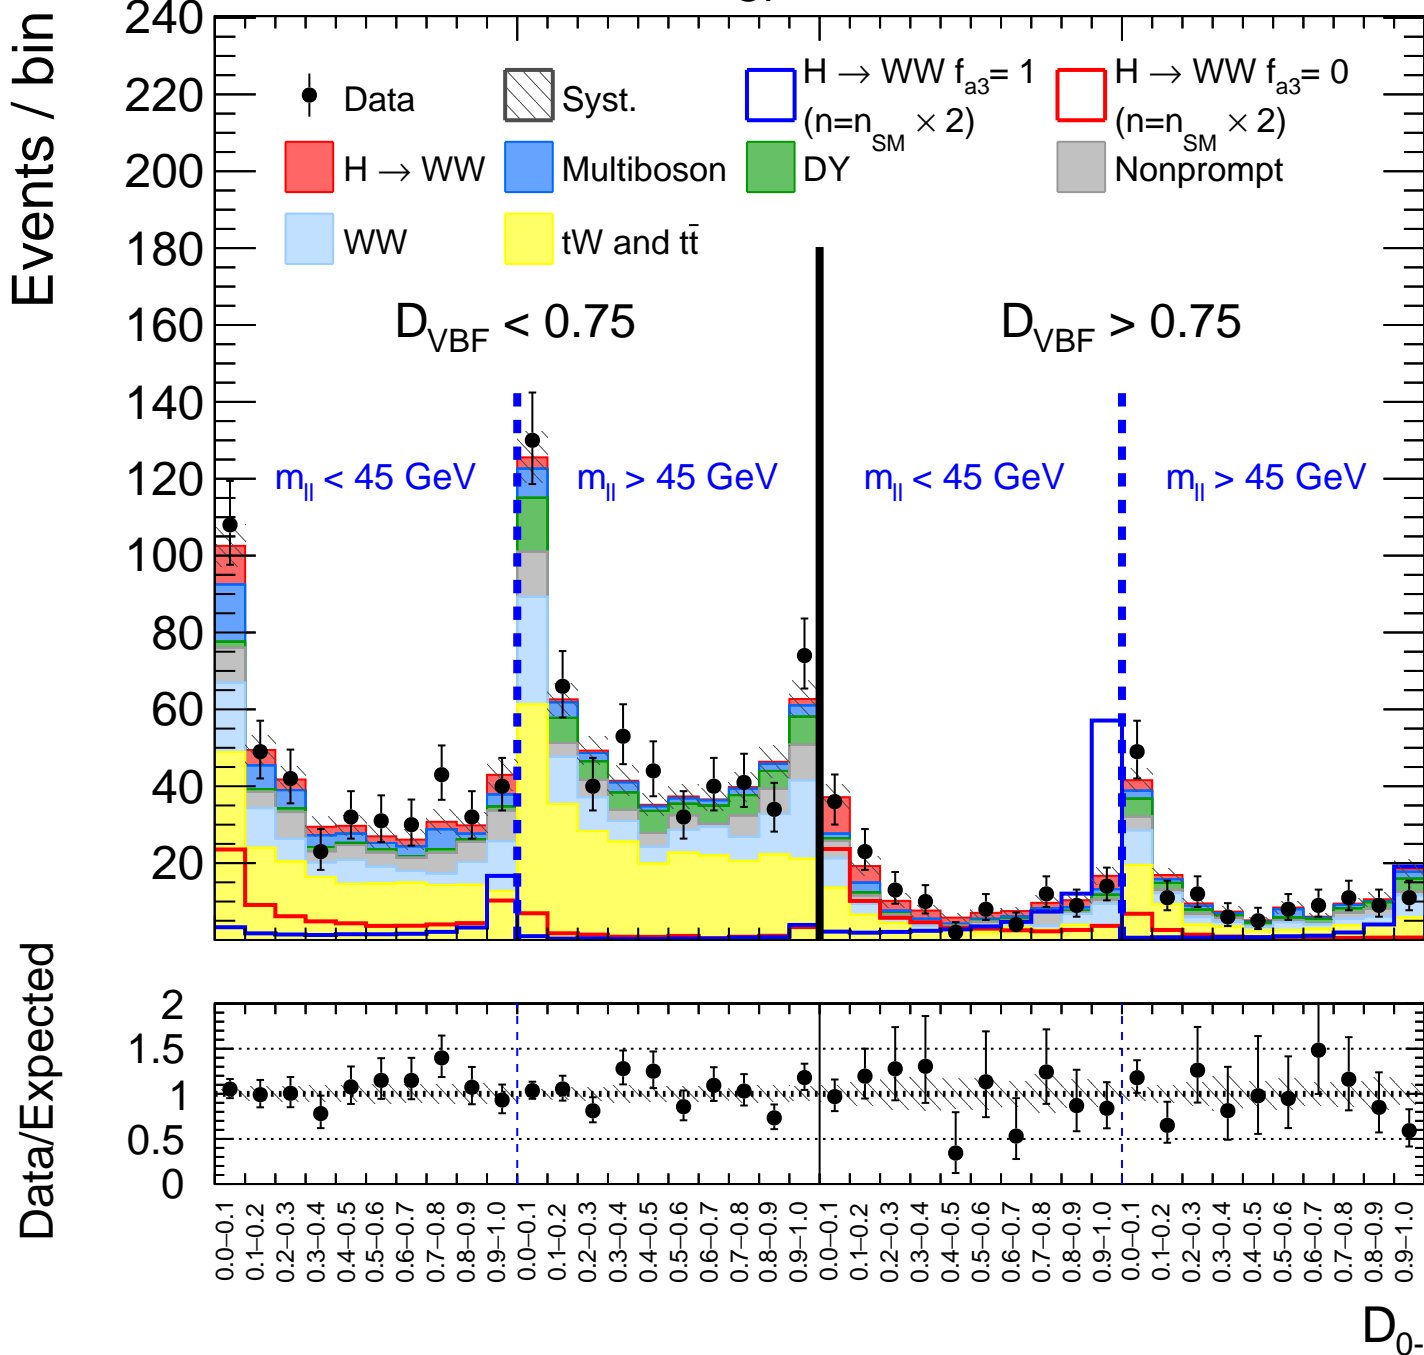 Events / bin
240
220
200
180
160
140
120
100
80
60
40
20
Data
Syst.
H → WW f_a3 = 1
(n=n_SM × 2)
H → WW f_a3 = 0
(n=n_SM × 2)
H → WW
Multiboson
DY
Nonprompt
WW
tW and tt̄
D_VBF < 0.75
D_VBF > 0.75
m_ll < 45 GeV
m_ll > 45 GeV
m_ll < 45 GeV
m_ll > 45 GeV
Data/Expected
2
1.5
1
0.5
0
0.0–0.1
0.1–0.2
0.2–0.3
0.3–0.4
0.4–0.5
0.5–0.6
0.6–0.7
0.7–0.8
0.8–0.9
0.9–1.0
0.0–0.1
0.1–0.2
0.2–0.3
0.3–0.4
0.4–0.5
0.5–0.6
0.6–0.7
0.7–0.8
0.8–0.9
0.9–1.0
0.0–0.1
0.1–0.2
0.2–0.3
0.3–0.4
0.4–0.5
0.5–0.6
0.6–0.7
0.7–0.8
0.8–0.9
0.9–1.0
0.0–0.1
0.1–0.2
0.2–0.3
0.3–0.4
0.4–0.5
0.5–0.6
0.6–0.7
0.7–0.8
0.8–0.9
0.9–1.0
D_0-